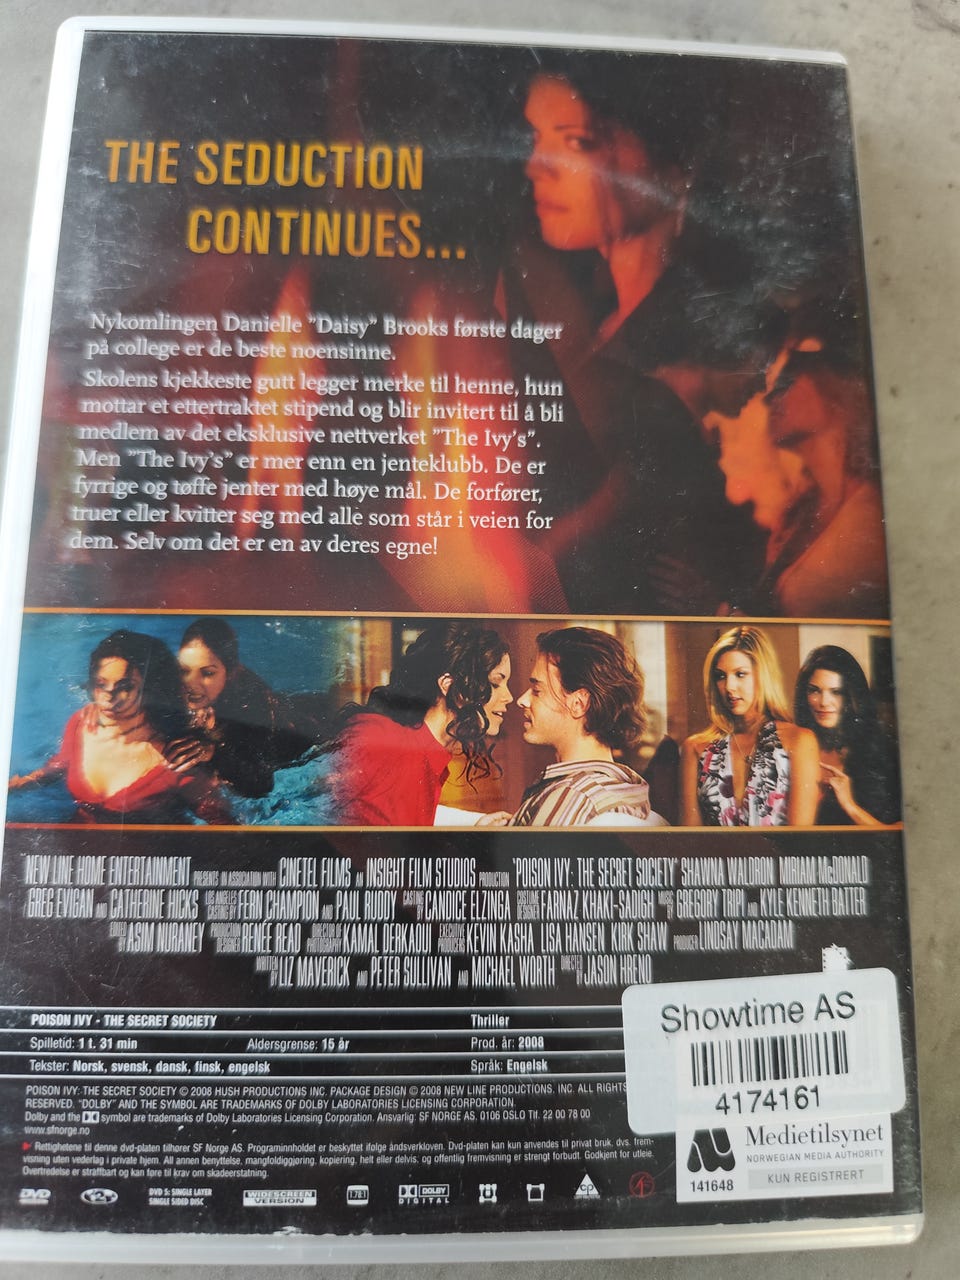 THE SEDUCTION
CONTINUES...
Nykomlingen Danielle "Daisy" Brooks første dager
på college er de beste noensinne.
Skolens kjekkeste gutt legger merke til henne, hun
mottar et ettertraktet stipend og blir invitert til å bli
medlem av det eksklusive nettverket "The Ivy's".
Men "The Ivy's" er mer enn en jenteklubb. De er
fyrrige og tøffe jenter med høye mål. De forfører,
truer eller kvitter seg med alle som står i veien for
dem. Selv om det er en av deres egne!
NEW LINE HOME ENTERTAINMENT PRESENTS IN ASSOCIATION WITH CINETEL FILMS AN INSIGHT FILM STUDIOS PRODUCTION "POISON IVY: THE SECRET SOCIETY" SHAWNA WALDRON MIRIAM McDONALD
GREG EVIGAN AND CATHERINE HICKS LOS ANGELES CASTING BY FERN CHAMPION AND PAUL RUDDY CASTING BY CANDICE ELZINGA COSTUME DESIGNER FARNAZ KHAKI-SADIGH MUSIC BY GREGORY TRIPI AND KYLE KENNETH BATTER
EDITED BY ASIM NURANEY PRODUCTION DESIGNER RENÉE READ DIRECTOR OF PHOTOGRAPHY KAMAL DERKAOUI EXECUTIVE PRODUCERS KEVIN KASHA LISA HANSEN KIRK SHAW PRODUCER LINDSAY MACADAM
WRITTEN BY LIZ MAVERICK AND PETER SULLIVAN AND MICHAEL WORTH DIRECTED BY JASON HRENO
POISON IVY - THE SECRET SOCIETY Thriller
Spilletid: 1 t. 31 min Aldersgrense: 15 år Prod. år: 2008
Tekster: Norsk, svensk, dansk, finsk, engelsk Språk: Engelsk
POISON IVY: THE SECRET SOCIETY © 2008 HUSH PRODUCTIONS INC. PACKAGE DESIGN © 2008 NEW LINE PRODUCTIONS, INC. ALL RIGHTS
RESERVED. "DOLBY" AND THE SYMBOL ARE TRADEMARKS OF DOLBY LABORATORIES LICENSING CORPORATION.
Dolby and the symbol are trademarks of Dolby Laboratories Licensing Corporation. Ansvarlig: SF NORGE AS, 0106 OSLO Tlf. 22 00 78 00
www.sfnorge.no
Rettighetene til denne dvd-platen tilhører SF Norge AS. Programinnholdet er beskyttet ifølge åndsverkloven. Dvd-platen kan kun anvendes til privat bruk, dvs. frem-
visning uten vederlag i private hjem. All annen benyttelse, mangfoldiggjøring, kopiering, helt eller delvis, og offentlig fremvisning er strengt forbudt. Godkjent for utleie.
Overtredelse er straffbart og kan føre til krav om skadeerstatning.
DVD
DVD 5: SINGLE LAYER
SINGLE SIDED DISC
WIDESCREEN
VERSION
1.78:1
DOLBY
DIGITAL
cp
Showtime AS
4174161
Medietilsynet
NORWEGIAN MEDIA AUTHORITY
141648 KUN REGISTRERT